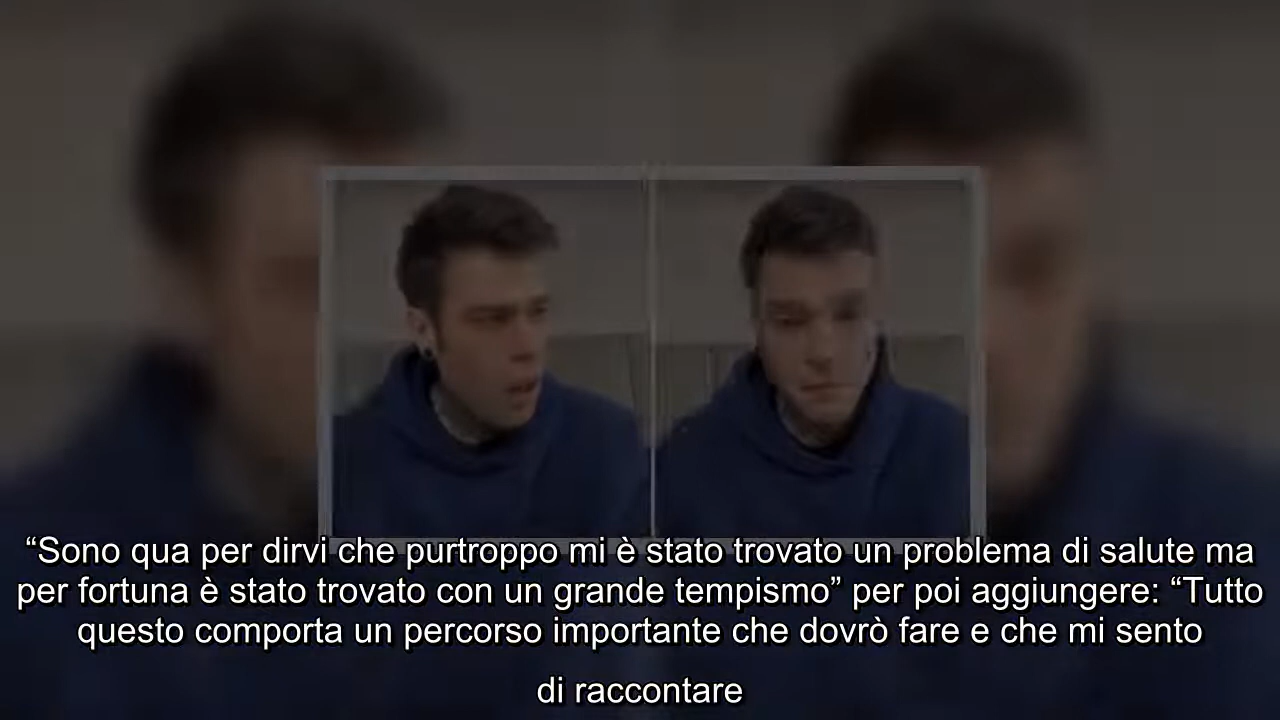 “Sono qua per dirvi che purtroppo mi è stato trovato un problema di salute ma
per fortuna è stato trovato con un grande tempismo” per poi aggiungere: “Tutto
questo comporta un percorso importante che dovrò fare e che mi sento
di raccontare